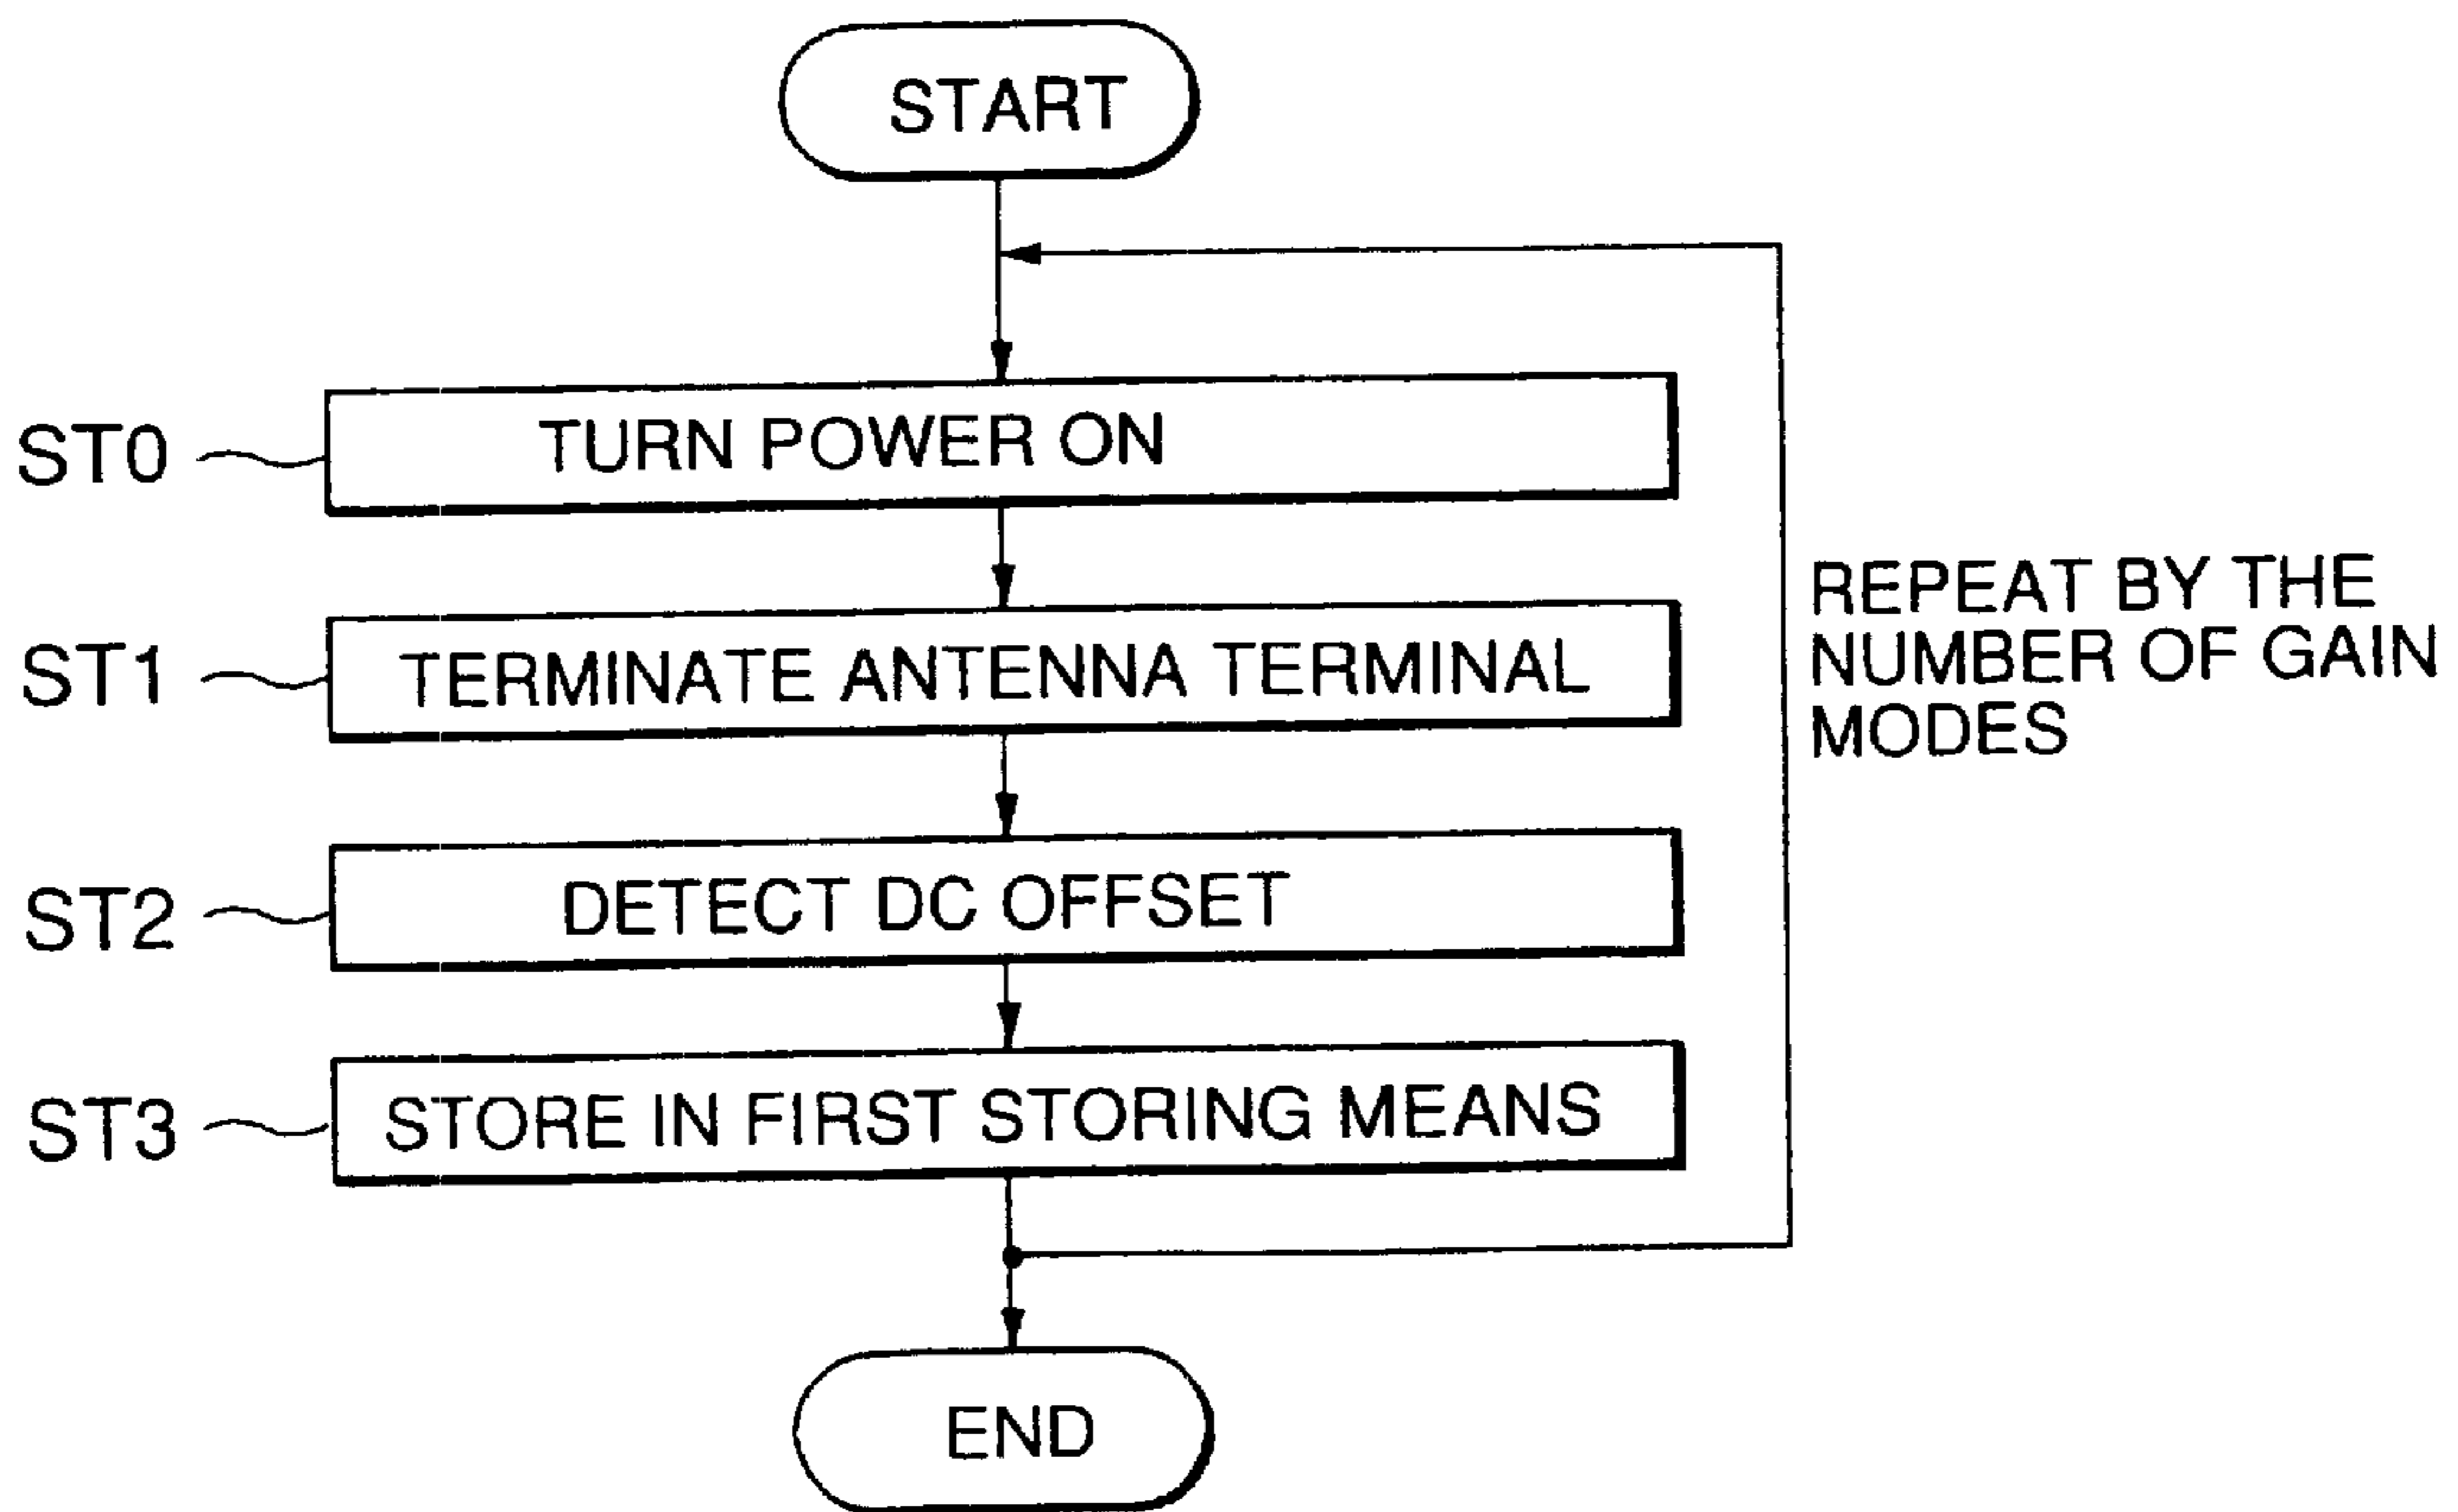 START
ST0
TURN POWER ON
ST1
TERMINATE ANTENNA TERMINAL
REPEAT BY THE
NUMBER OF GAIN
MODES
ST2
DETECT DC OFFSET
ST3
STORE IN FIRST STORING MEANS
END